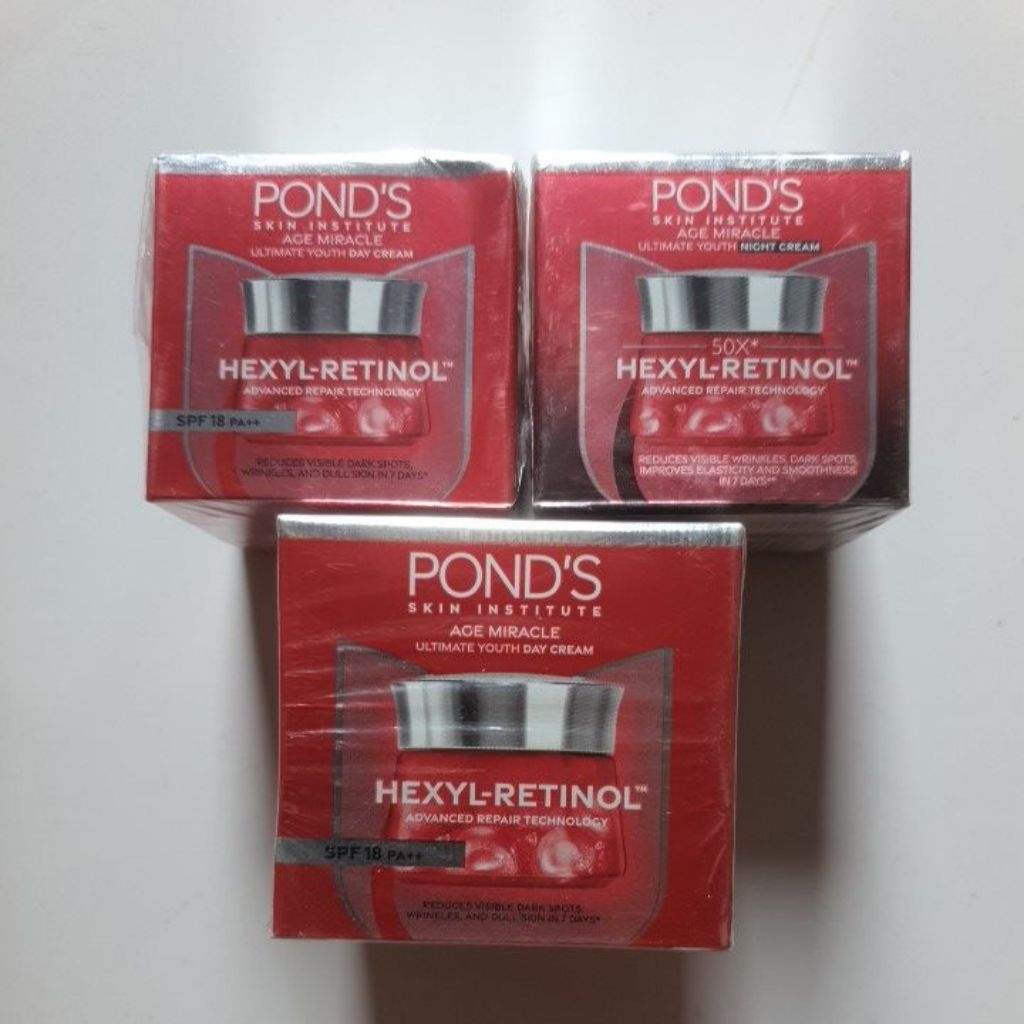 POND'S
SKIN INSTITUTE
AGE MIRACLE
ULTIMATE YOUTH DAY CREAM
HEXYL-RETINOL™
ADVANCED REPAIR TECHNOLOGY
SPF 18 PA++
REDUCES VISIBLE DARK SPOTS,
WRINKLES, AND DULL SKIN IN 7 DAYS*
POND'S
SKIN INSTITUTE
AGE MIRACLE
ULTIMATE YOUTH NIGHT CREAM
50X*
HEXYL-RETINOL™
ADVANCED REPAIR TECHNOLOGY
REDUCES VISIBLE WRINKLES, DARK SPOTS,
IMPROVES ELASTICITY AND SMOOTHNESS
IN 7 DAYS**
POND'S
SKIN INSTITUTE
AGE MIRACLE
ULTIMATE YOUTH DAY CREAM
HEXYL-RETINOL™
ADVANCED REPAIR TECHNOLOGY
SPF 18 PA++
REDUCES VISIBLE DARK SPOTS,
WRINKLES, AND DULL SKIN IN 7 DAYS*